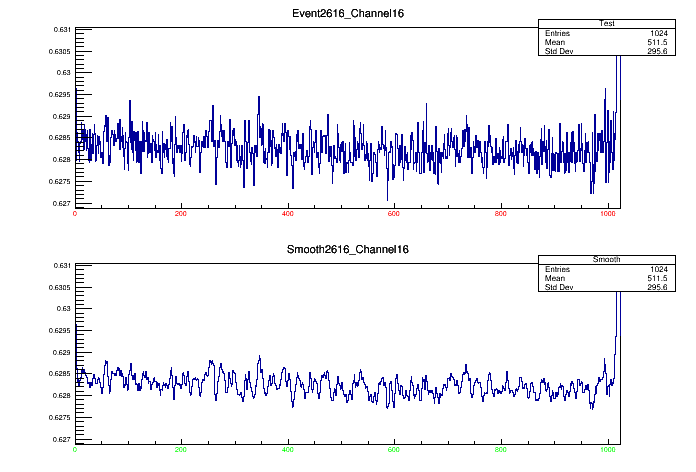 Event2616_Channel16
Test
Entries 1024
Mean 511.5
Std Dev 295.6
0.631
0.6305
0.63
0.6295
0.629
0.6285
0.628
0.6275
0.627
0 200 400 600 800 1000
Smooth2616_Channel16
Smooth
Entries 1024
Mean 511.5
Std Dev 295.6
0.631
0.6305
0.63
0.6295
0.629
0.6285
0.628
0.6275
0.627
0 200 400 600 800 1000